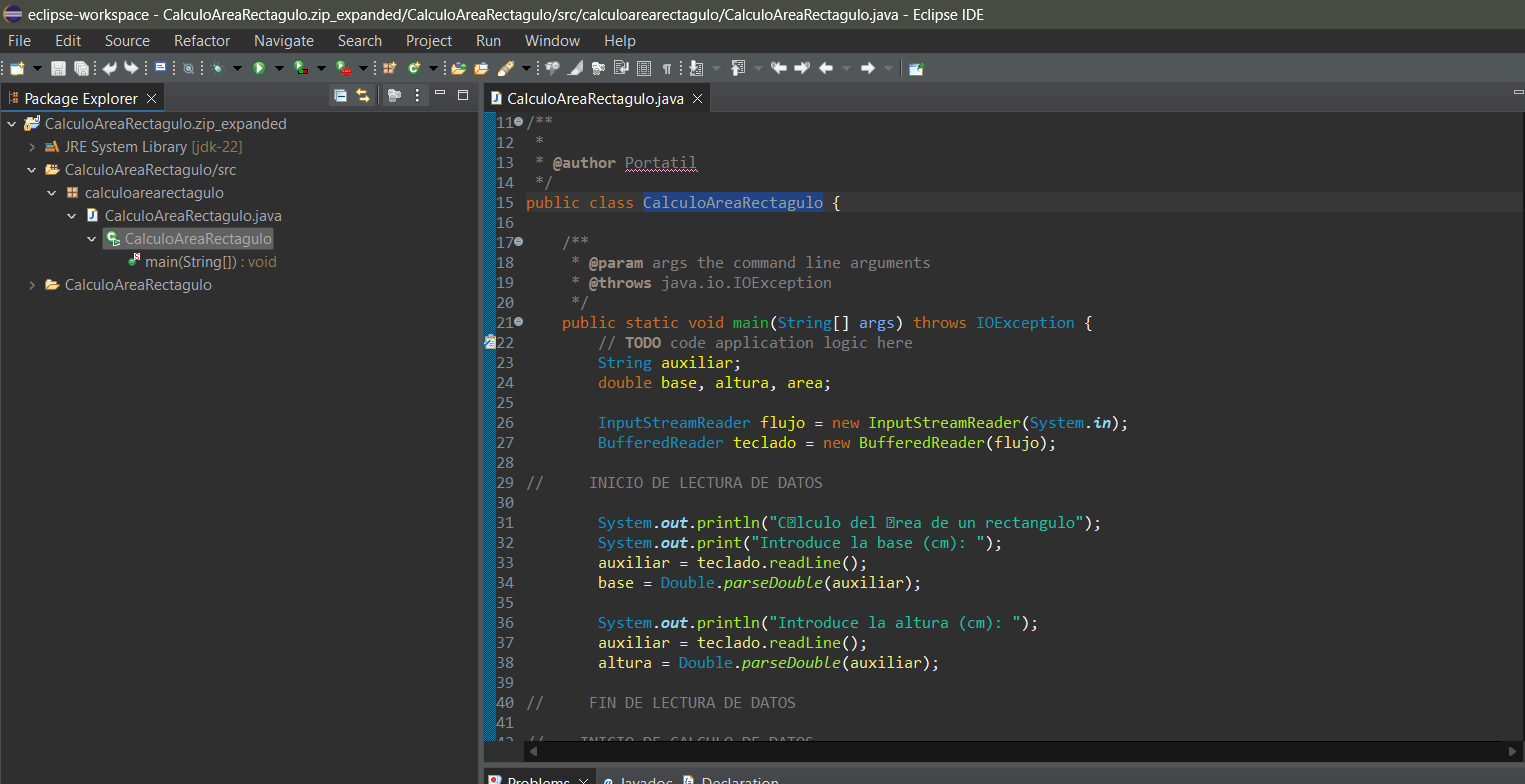 eclipse-workspace - CalculoAreaRectagulo.zip_expanded/CalculoAreaRectagulo/src/calculoarearectagulo/CalculoAreaRectagulo.java - Eclipse IDE
File Edit Source Refactor Navigate Search Project Run Window Help
Package Explorer
CalculoAreaRectagulo.zip_expanded
JRE System Library [jdk-22]
CalculoAreaRectagulo/src
calculoarearectagulo
CalculoAreaRectagulo.java
CalculoAreaRectagulo
main(String[]) : void
CalculoAreaRectagulo
CalculoAreaRectagulo.java
11 /**
12 *
13 * @author Portatil
14 */
15 public class CalculoAreaRectagulo {
16
17 /**
18 * @param args the command line arguments
19 * @throws java.io.IOException
20 */
21 public static void main(String[] args) throws IOException {
22 // TODO code application logic here
23 String auxiliar;
24 double base, altura, area;
25
26 InputStreamReader flujo = new InputStreamReader(System.in);
27 BufferedReader teclado = new BufferedReader(flujo);
28
29 // INICIO DE LECTURA DE DATOS
30
31 System.out.println("C�lculo del �rea de un rectangulo");
32 System.out.print("Introduce la base (cm): ");
33 auxiliar = teclado.readLine();
34 base = Double.parseDouble(auxiliar);
35
36 System.out.println("Introduce la altura (cm): ");
37 auxiliar = teclado.readLine();
38 altura = Double.parseDouble(auxiliar);
39
40 // FIN DE LECTURA DE DATOS
41
42 // INICIO DE CALCULO DE DATOS
Problems Javadoc Declaration